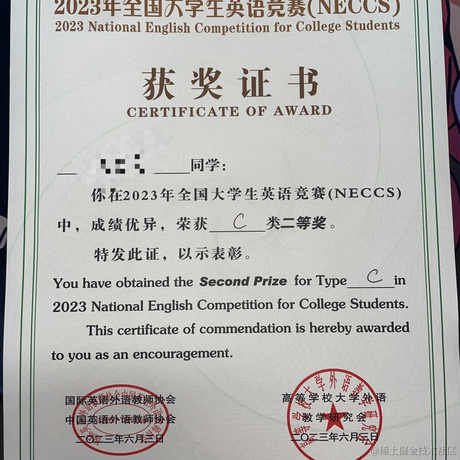 2023年全国大学生英语竞赛(NECCS)
2023 National English Competition for College Students
获奖证书
CERTIFICATE OF AWARD
同学:
你在2023年全国大学生英语竞赛(NECCS)
中，成绩优异，荣获 C 类二等奖。
特发此证，以示表彰。
You have obtained the Second Prize for Type C in
2023 National English Competition for College Students.
This certificate of commendation is hereby awarded
to you as an encouragement.
国际英语外语教师协会
中国英语外语教师协会
二〇二三年六月三日
高等学校大学外语
教学研究会
二〇二三年六月三日
@稀土掘金技术社区